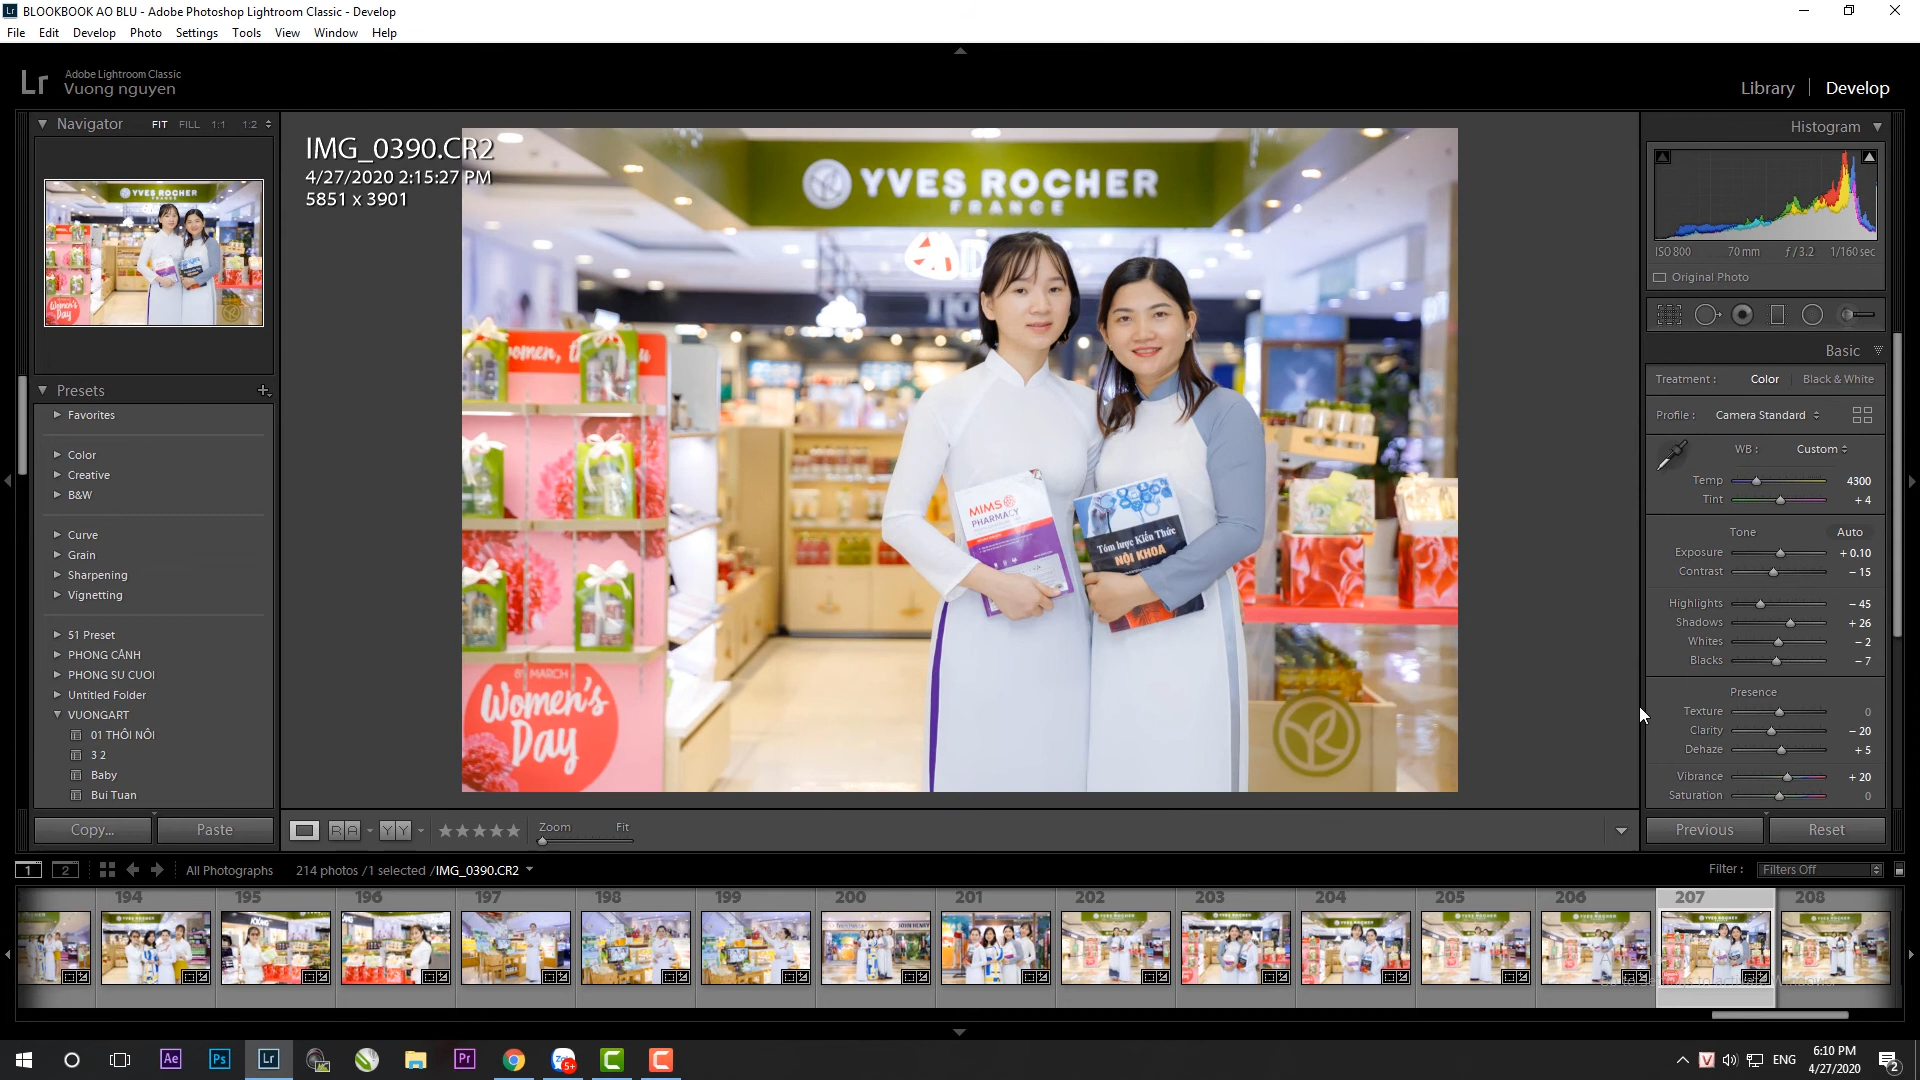 BLOOKBOOK AO BLU - Adobe Photoshop Lightroom Classic - Develop
File Edit Develop Photo Settings Tools View Window Help
Lr
Adobe Lightroom Classic
Vuong nguyen
Library Develop
Navigator FIT FILL 1:1 1:2
IMG_0390.CR2
4/27/2020 2:15:27 PM
5851 x 3901
YVES ROCHER
FRANCE
MIMS
PHARMACY
Tóm lược Kiến Thức
NỘI KHOA
MARCH
Women's
Day
Histogram
ISO 800 70 mm ƒ / 3.2 1/160 sec
Original Photo
Basic
Treatment : Color Black & White
Profile : Camera Standard
WB : Custom
Temp 4300
Tint + 4
Tone Auto
Exposure + 0.10
Contrast – 15
Highlights – 45
Shadows + 26
Whites – 2
Blacks – 7
Presence
Texture 0
Clarity – 20
Dehaze + 5
Vibrance + 20
Saturation 0
Previous Reset
Presets
Favorites
Color
Creative
B&W
Curve
Grain
Sharpening
Vignetting
51 Preset
PHONG CẢNH
PHONG SU CUOI
Untitled Folder
VUONGART
01 THÔI NÔI
3 2
Baby
Bui Tuan
Copy... Paste
R A Y Y Zoom Fit
1 2 All Photographs 214 photos / 1 selected / IMG_0390.CR2 Filter : Filters Off
194 195 196 197 198 199 200 201 202 203 204 205 206 207 208
Ae Ps Lr Pr
ENG
6:10 PM
4/27/2020
2